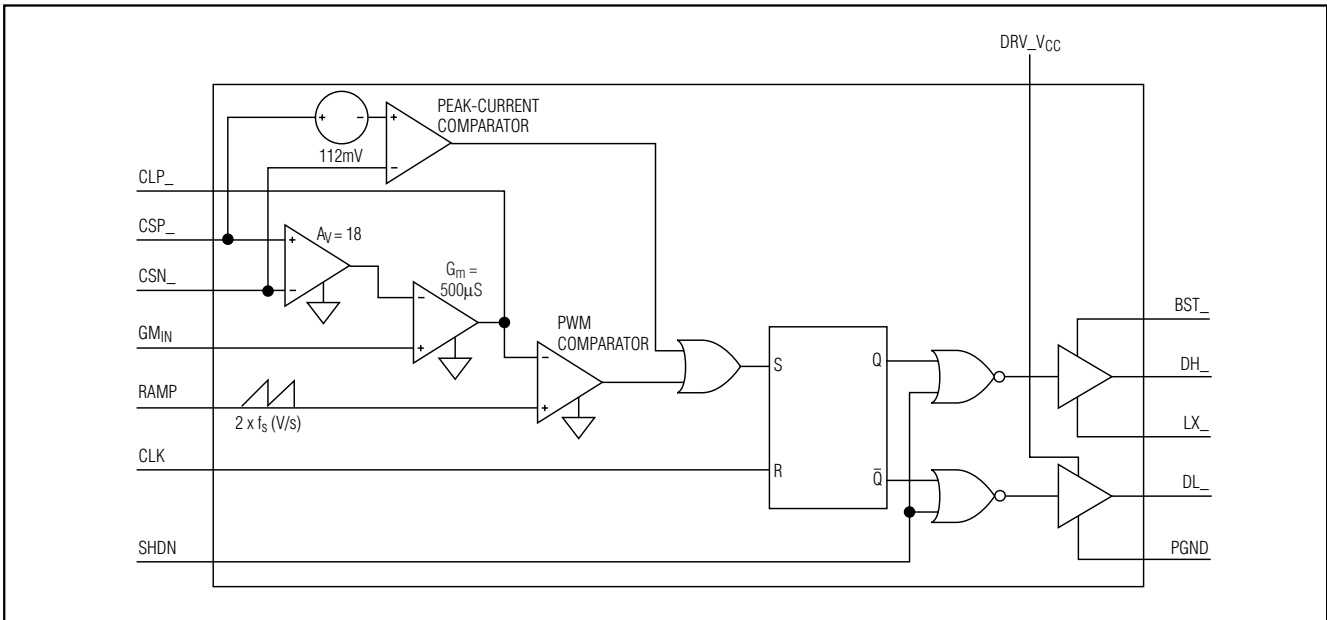 DRV_VCC
PEAK-CURRENT
COMPARATOR
+ -
+
-
112mV
CLP_
CSP_
AV = 18
+
CSN_
-
Gm =
500µS
-
+
GMIN
PWM
COMPARATOR
-
+
RAMP
2 x fs (V/s)
CLK
SHDN
S
R
Q
Q̅
BST_
DH_
LX_
DL_
PGND